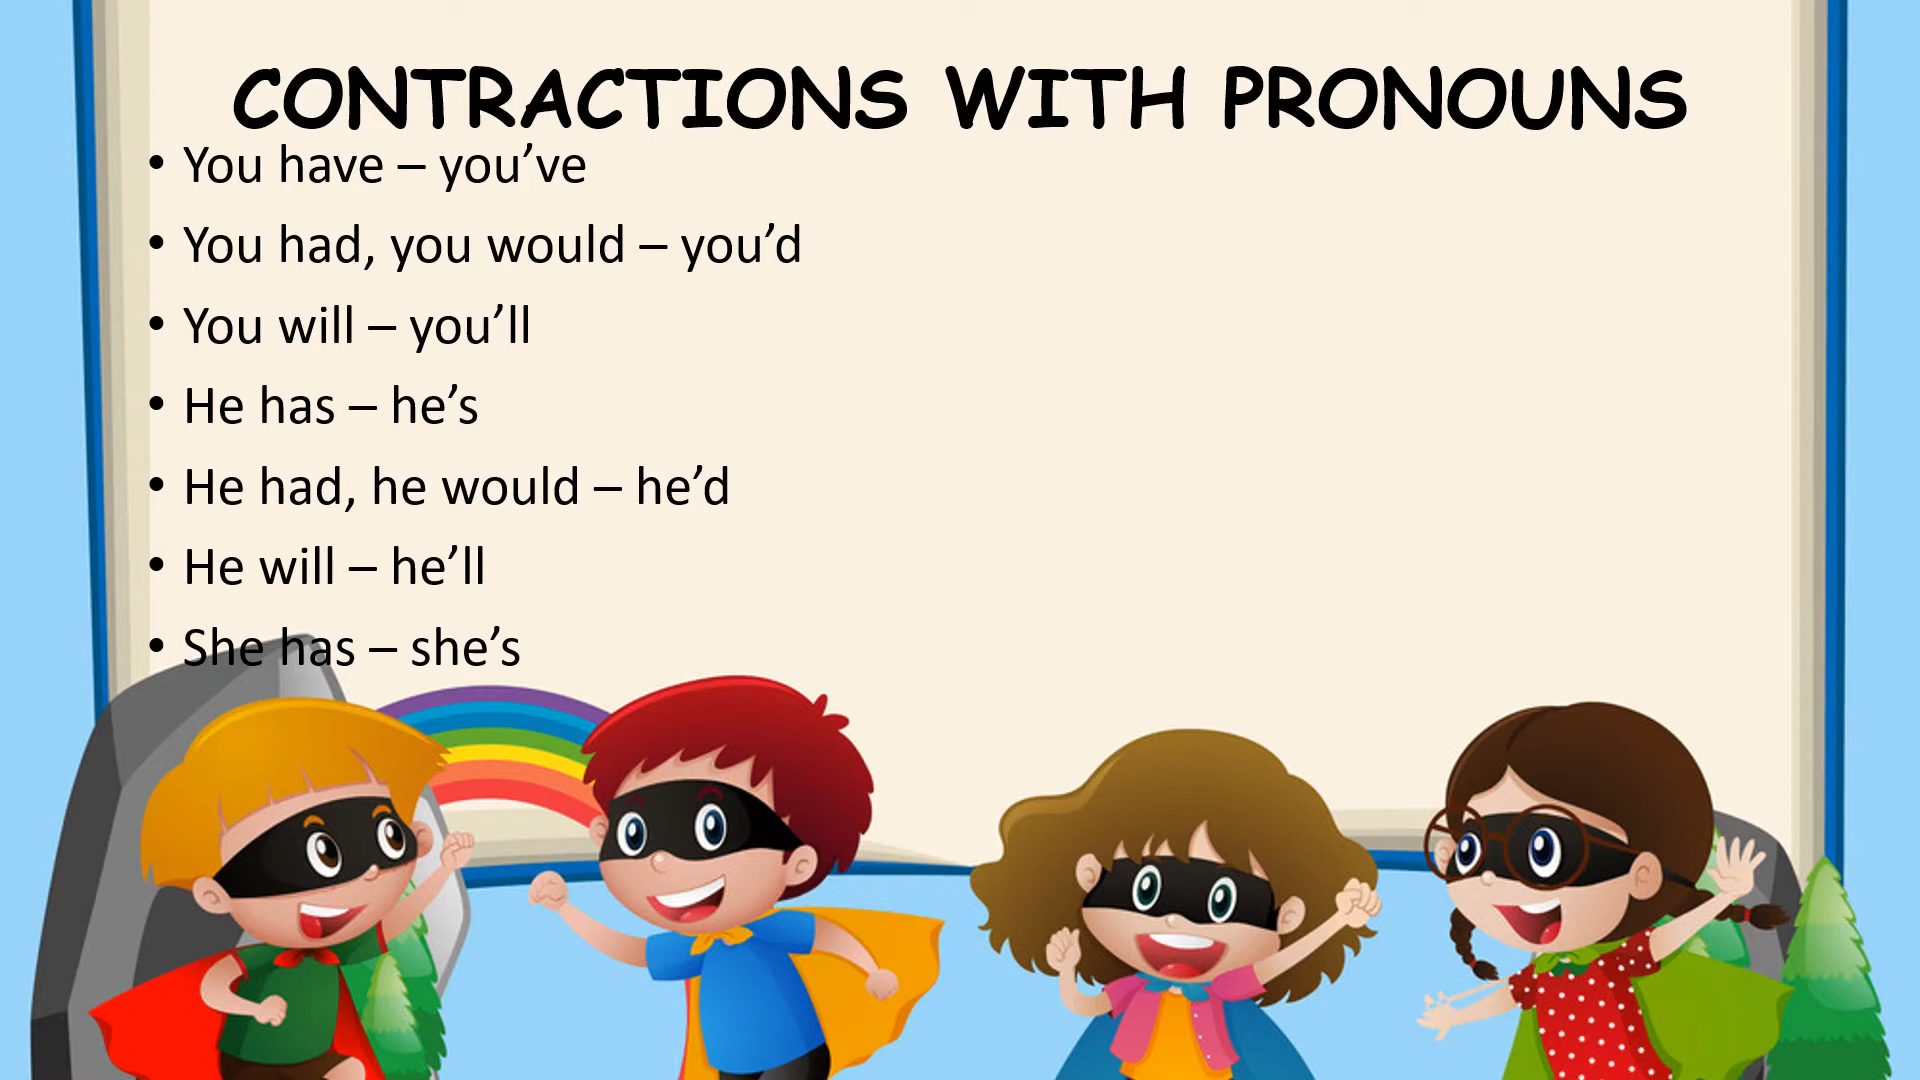 CONTRACTIONS WITH PRONOUNS
• You have – you’ve
• You had, you would – you’d
• You will – you’ll
• He has – he’s
• He had, he would – he’d
• He will – he’ll
• She has – she’s